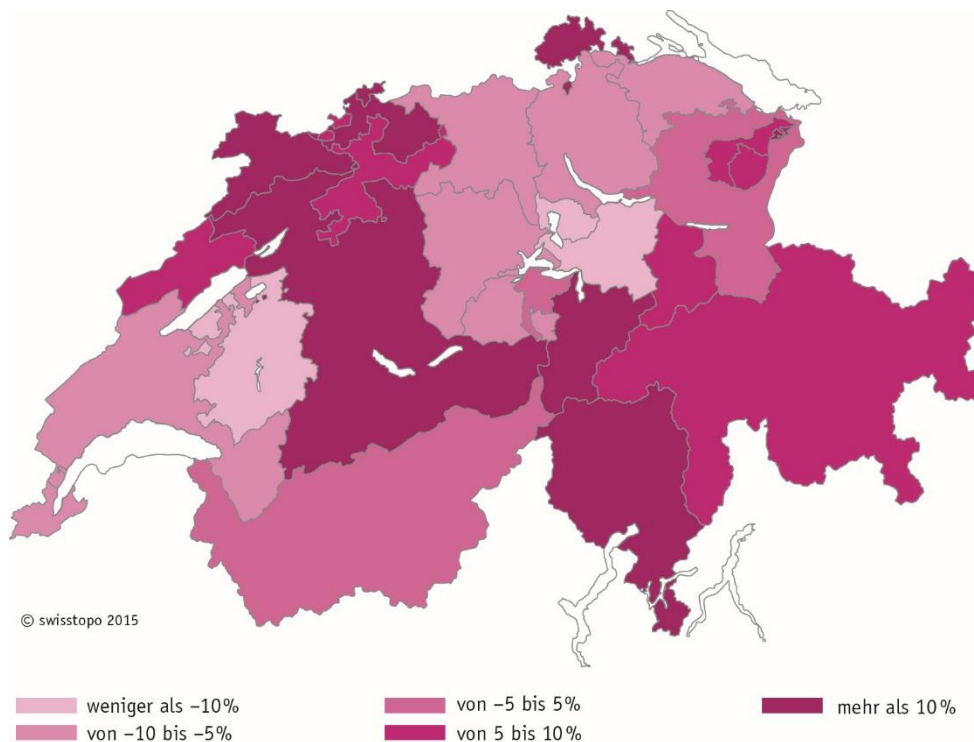 © swisstopo 2015
weniger als –10%
von –10 bis –5%
von –5 bis 5%
von 5 bis 10%
mehr als 10%